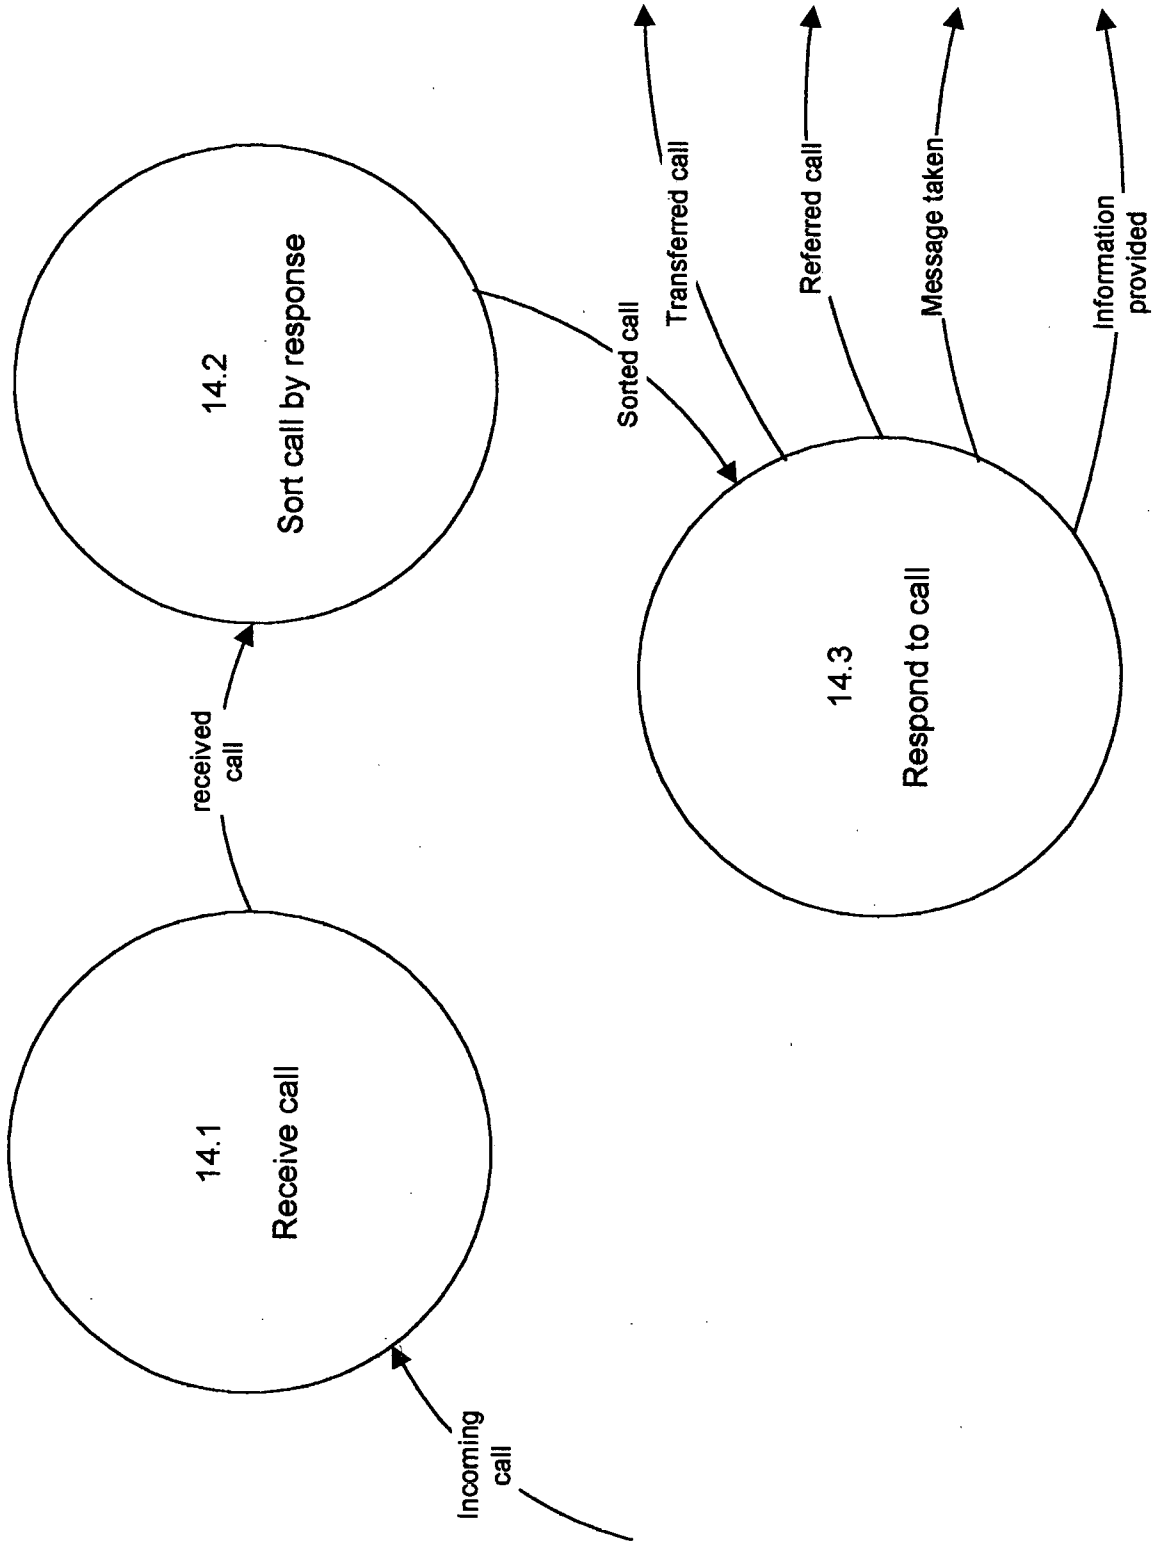 14.1
Receive call
14.2
Sort call by response
14.3
Respond to call
Incoming
call
received
call
Sorted call
Transferred call
Referred call
Message taken
Information
provided